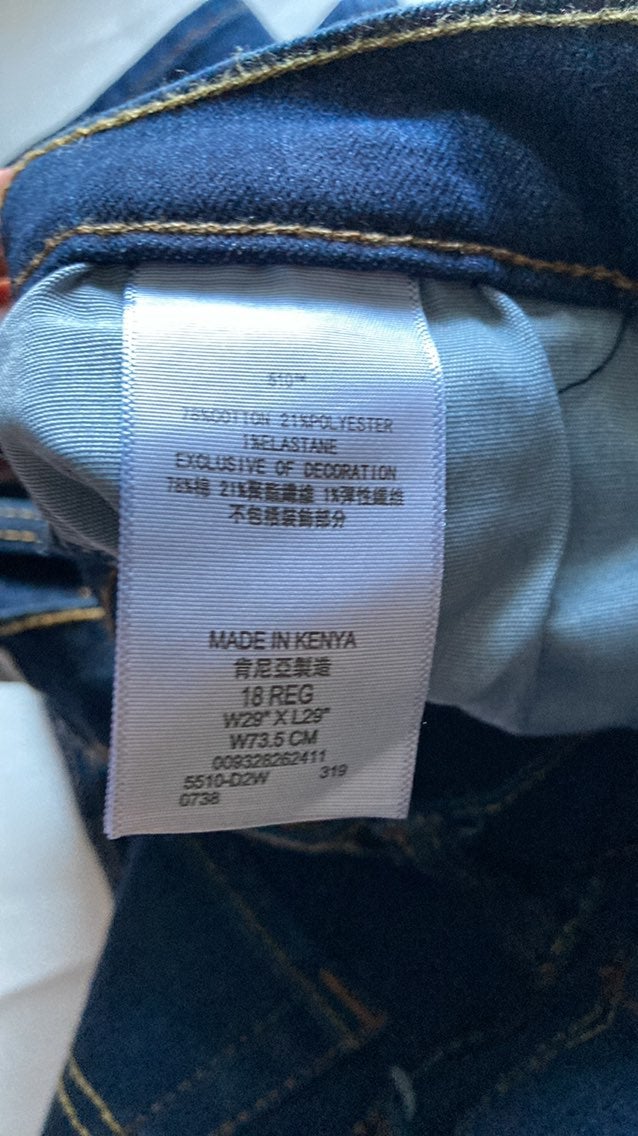 510™
78%COTTON 21%POLYESTER
1%ELASTANE
EXCLUSIVE OF DECORATION
78%棉 21%聚酯纖維 1%彈性纖維
不包括裝飾部分
MADE IN KENYA
肯尼亞製造
18 REG
W29" X L29"
W73.5 CM
009328262411
5510-D2W 319
0738